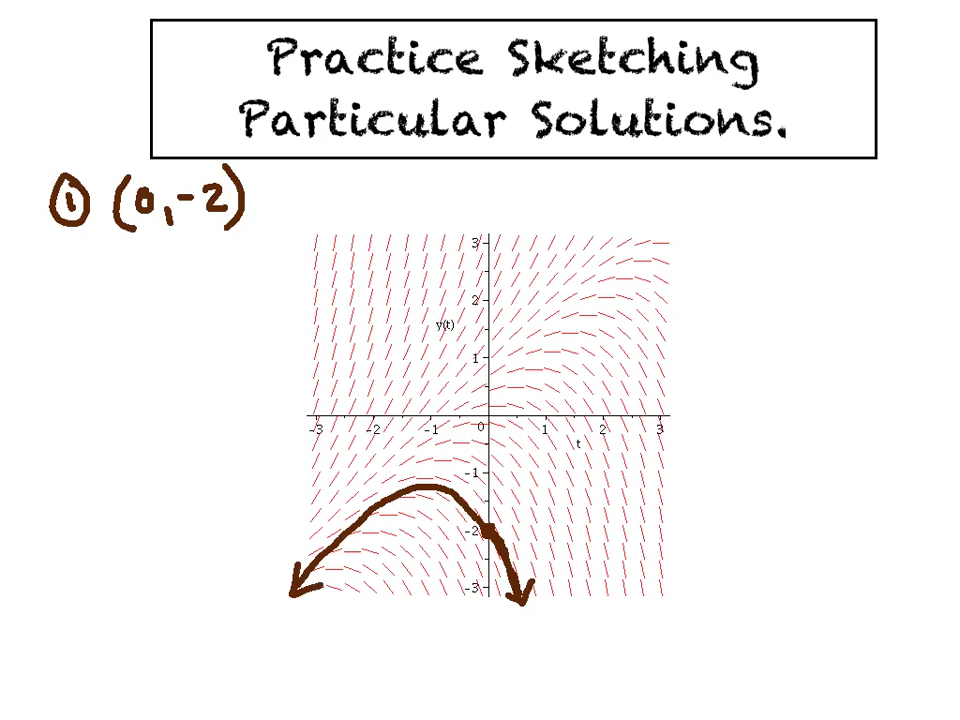 Practice Sketching
Particular Solutions.
① (0,-2)
3
2
y(t)
1
-3 -2 -1 0 1 2 3
t
-1
-2
-3